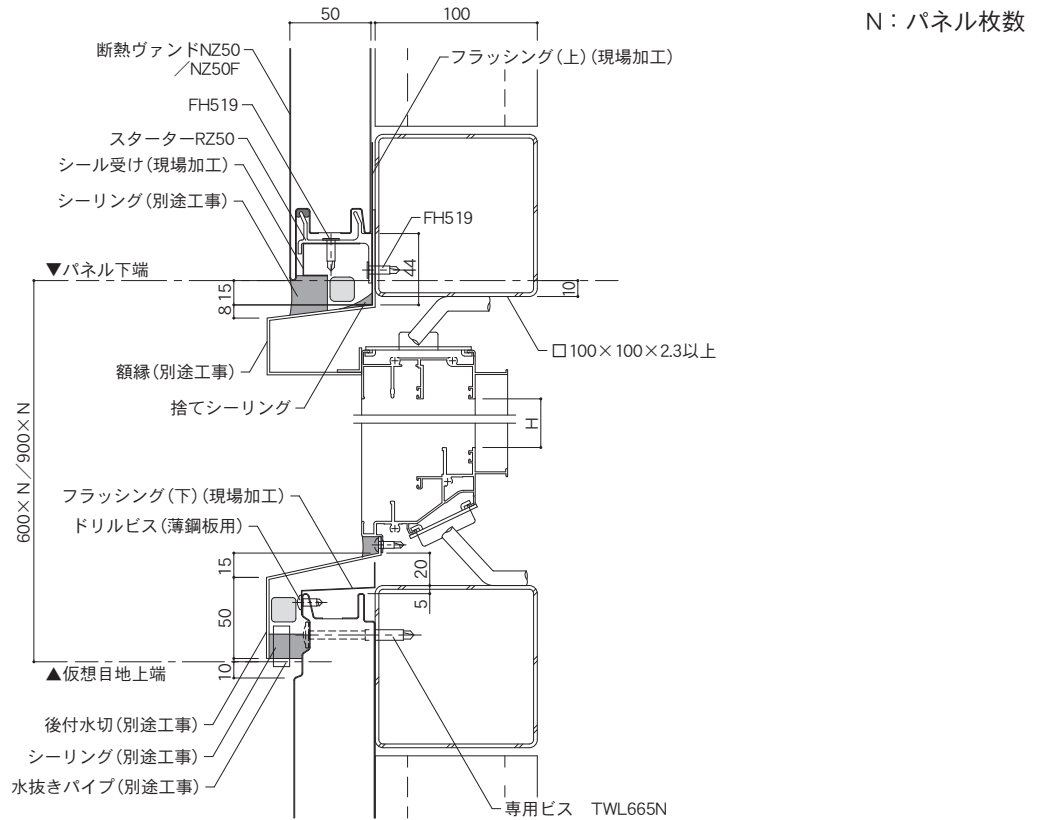 N：パネル枚数
50
100
断熱ヴァンドNZ50
／NZ50F
フラッシング（上）（現場加工）
FH519
スターターRZ50
シール受け（現場加工）
シーリング（別途工事）
FH519
44
▼パネル下端
15
8
10
□100×100×2.3以上
額縁（別途工事）
捨てシーリング
H
600×N／900×N
フラッシング（下）（現場加工）
ドリルビス（薄鋼板用）
15
20
5
50
10
▲仮想目地上端
後付水切（別途工事）
シーリング（別途工事）
水抜きパイプ（別途工事）
専用ビス　TWL665N